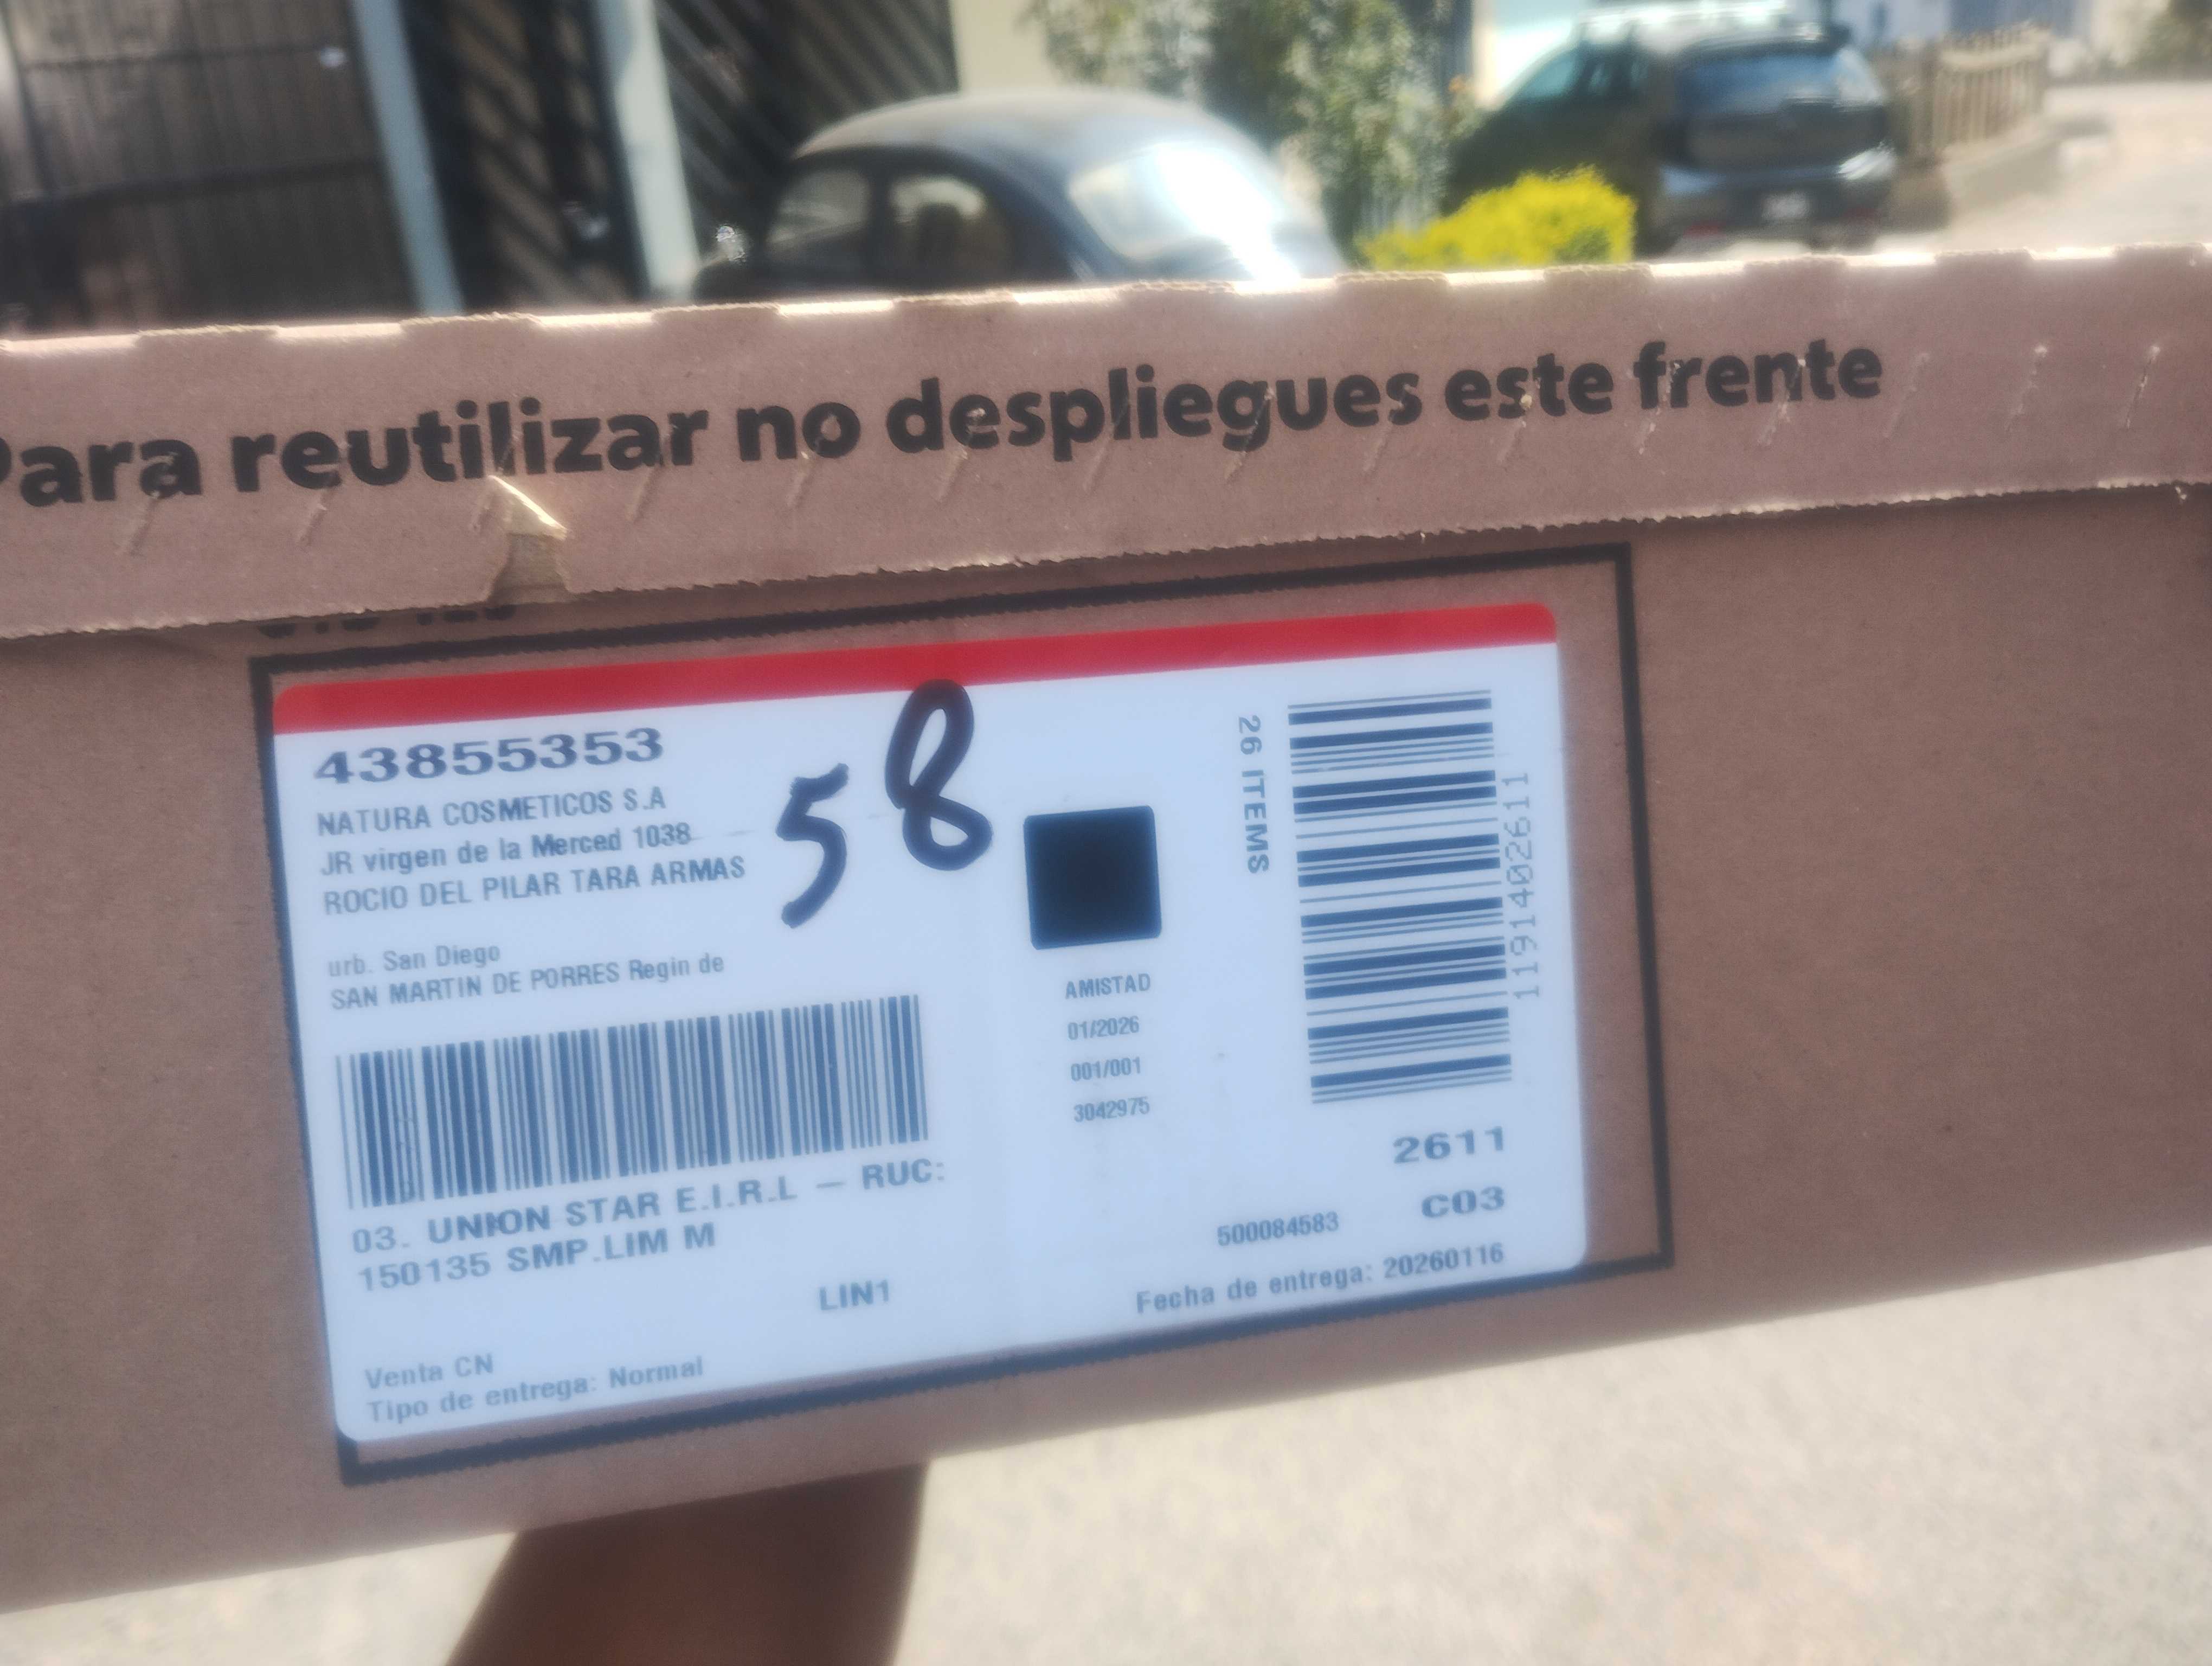 Para reutilizar no despliegues este frente
43855353
NATURA COSMETICOS S.A
JR virgen de la Merced 1038
ROCIO DEL PILAR TARA ARMAS
58
urb. San Diego
SAN MARTIN DE PORRES Regin de
03. UNION STAR E.I.R.L – RUC:
150135 SMP.LIM M
LIN1
Venta CN
Tipo de entrega: Normal
AMISTAD
01/2026
001/001
3042975
26 ITEMS
1191402611
2611
C03
500084583
Fecha de entrega: 20260116